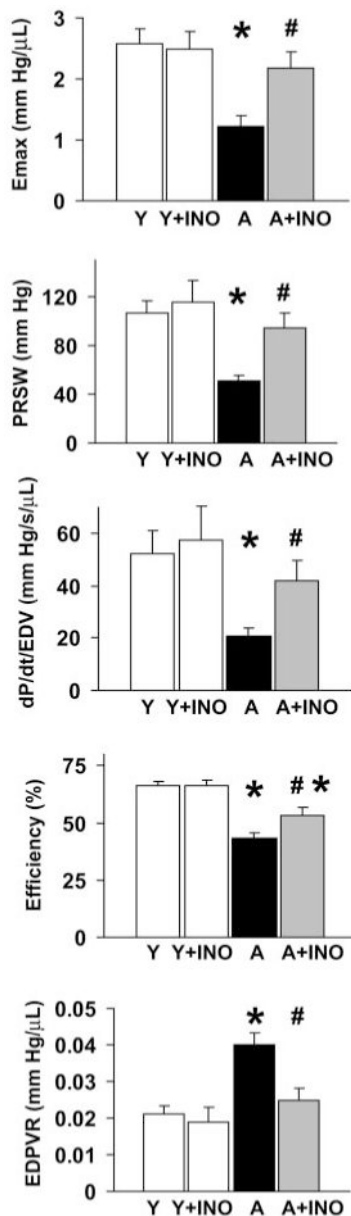 Emax (mm Hg/μL)
3
2
1
0
* #
Y Y+INO A A+INO
PRSW (mm Hg)
120
80
40
0
* #
Y Y+INO A A+INO
dP/dt/EDV (mm Hg/s/μL)
60
40
20
0
* #
Y Y+INO A A+INO
Efficiency (%)
75
50
25
0
* # *
Y Y+INO A A+INO
EDPVR (mm Hg/μL)
0.05
0.04
0.03
0.02
0.01
0
* #
Y Y+INO A A+INO